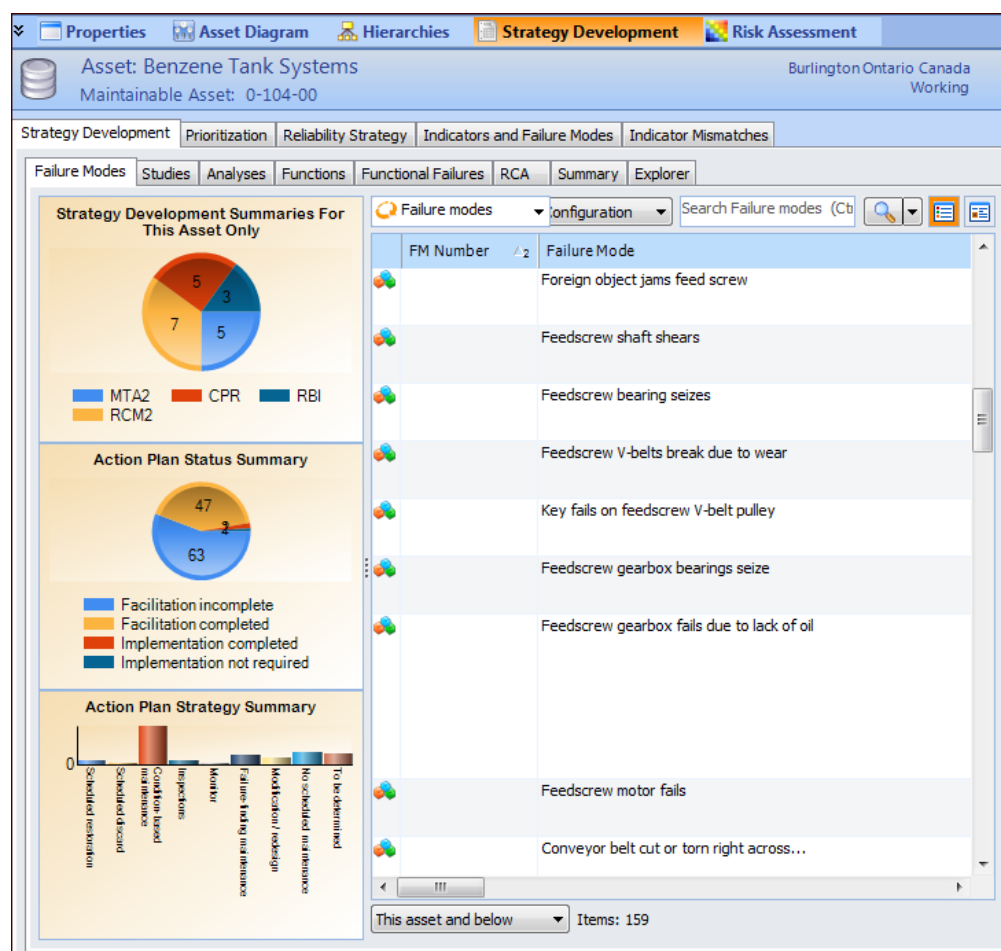 Properties Asset Diagram Hierarchies Strategy Development Risk Assessment
Asset: Benzene Tank Systems
Maintainable Asset: 0-104-00
Burlington Ontario Canada
Working
Strategy Development Prioritization Reliability Strategy Indicators and Failure Modes Indicator Mismatches
Failure Modes Studies Analyses Functions Functional Failures RCA Summary Explorer
Strategy Development Summaries For
This Asset Only
5
3
7
5
MTA2 CPR RBI
RCM2
Action Plan Status Summary
47
63
Facilitation incomplete
Facilitation completed
Implementation completed
Implementation not required
Action Plan Strategy Summary
0
Scheduled restoration
Scheduled discard
Condition-based
maintenance
Inspections
Monitor
Failure-finding maintenance
Modification / redesign
No scheduled maintenance
To be determined
Failure modes onfiguration Search Failure modes (Ct
FM Number 2 Failure Mode
Foreign object jams feed screw
Feedscrew shaft shears
Feedscrew bearing seizes
Feedscrew V-belts break due to wear
Key fails on feedscrew V-belt pulley
Feedscrew gearbox bearings seize
Feedscrew gearbox fails due to lack of oil
Feedscrew motor fails
Conveyor belt cut or torn right across...
This asset and below Items: 159